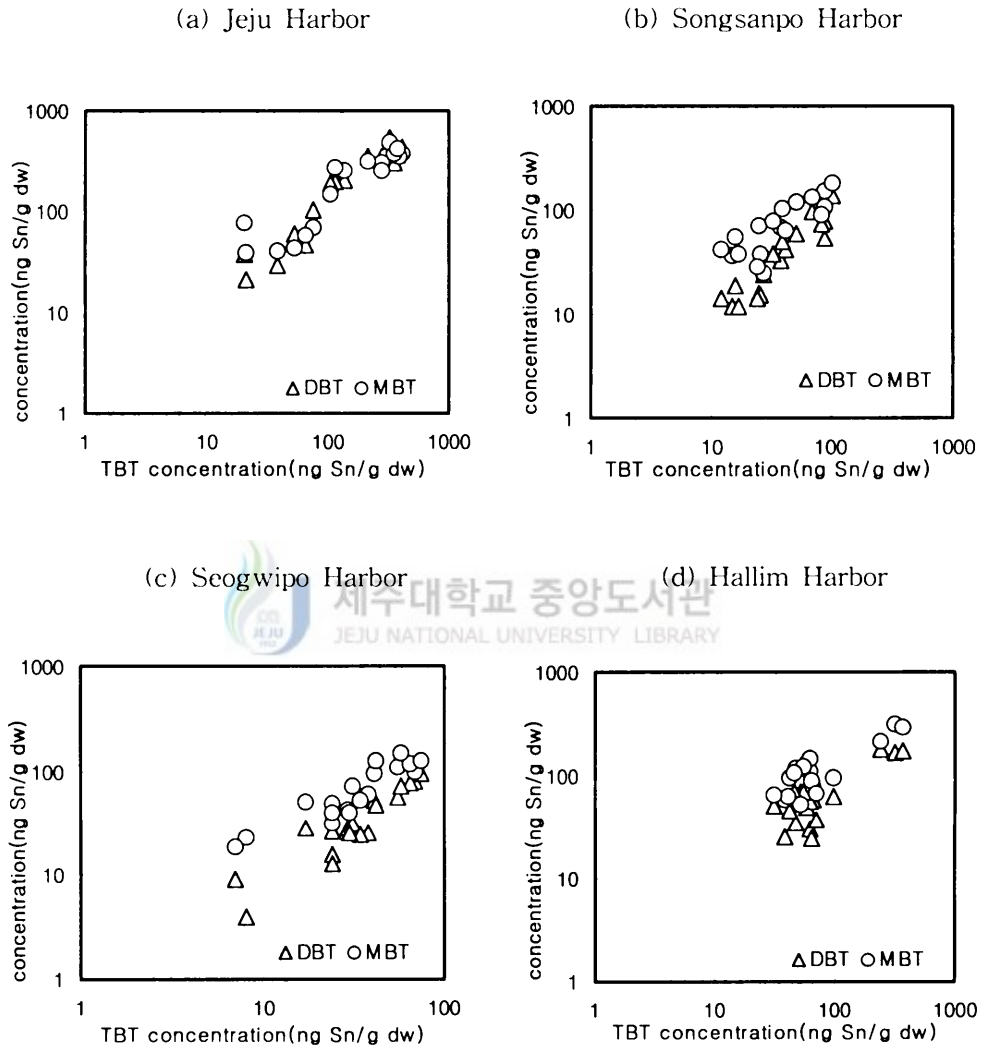 (a) Jeju Harbor
(b) Songsanpo Harbor
1000
100
10
1
concentration(ng Sn/g dw)
△DBT ○MBT
1 10 100 1000
TBT concentration(ng Sn/g dw)
1000
100
10
1
concentration(ng Sn/g dw)
△DBT ○MBT
1 10 100 1000
TBT concentration(ng Sn/g dw)
(c) Seogwipo Harbor
(d) Hallim Harbor
JEJU
1952
제주대학교 중앙도서관
JEJU NATIONAL UNIVERSITY LIBRARY
1000
100
10
1
concentration(ng Sn/g dw)
△DBT ○MBT
1 10 100
TBT concentration(ng Sn/g dw)
1000
100
10
1
concentration(ng Sn/g dw)
△DBT ○MBT
1 10 100 1000
TBT concentration(ng Sn/g dw)